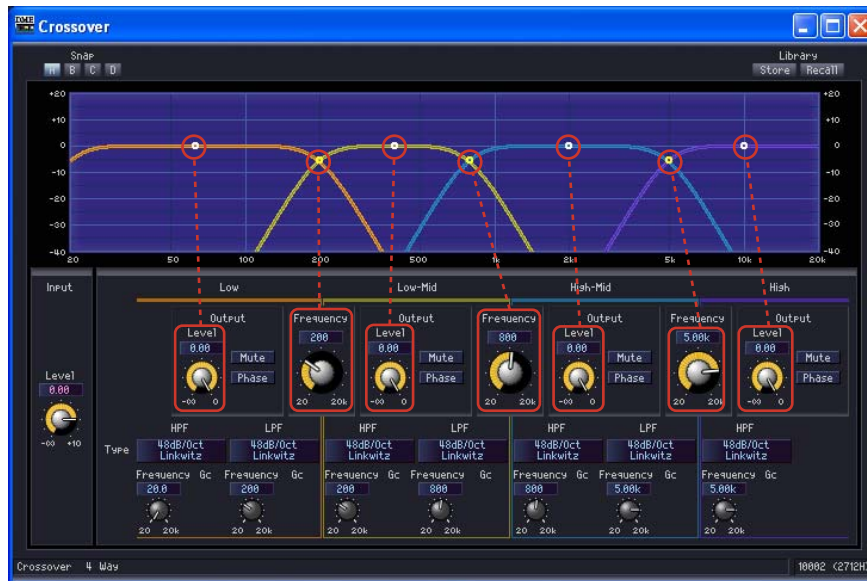 DME Crossover
Snap
A B C D
Library
Store Recall
+20 +20
+10 +10
0 0
-10 -10
-20 -20
-30 -30
-40 -40
20 50 100 200 500 1k 2k 5k 10k 20k
Input Low Low-Mid High-Mid High
Output Frequency Output Frequency Output Frequency Output
Level 200 Level 800 Level 5.00k Level
0.00 0.00 0.00 0.00
Mute Mute Mute Mute
Phase Phase Phase Phase
-∞ 0 20 20k -∞ 0 20 20k -∞ 0 20 20k -∞ 0
Level
0.00
-∞ +10
HPF LPF HPF LPF HPF LPF HPF
Type
48dB/Oct Linkwitz 48dB/Oct Linkwitz 48dB/Oct Linkwitz 48dB/Oct Linkwitz 48dB/Oct Linkwitz 48dB/Oct Linkwitz 48dB/Oct Linkwitz
Frequency Gc Frequency Gc Frequency Gc Frequency Gc Frequency Gc Frequency Gc Frequency Gc
20.0 200 200 800 800 5.00k 5.00k
20 20k 20 20k 20 20k 20 20k 20 20k 20 20k 20 20k
Crossover 4 Way